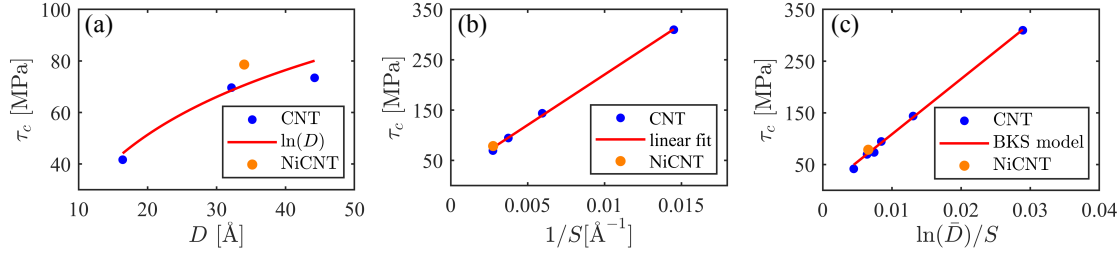 (a)
100
80
60
40
τc [MPa]
10 20 30 40 50
D [Å]
CNT
ln(D)
NiCNT
(b)
350
250
150
50
τc [MPa]
0.005 0.01 0.015
1/S[Å⁻¹]
CNT
linear fit
NiCNT
(c)
350
250
150
50
τc [MPa]
0 0.01 0.02 0.03 0.04
ln(D̄)/S
CNT
BKS model
NiCNT